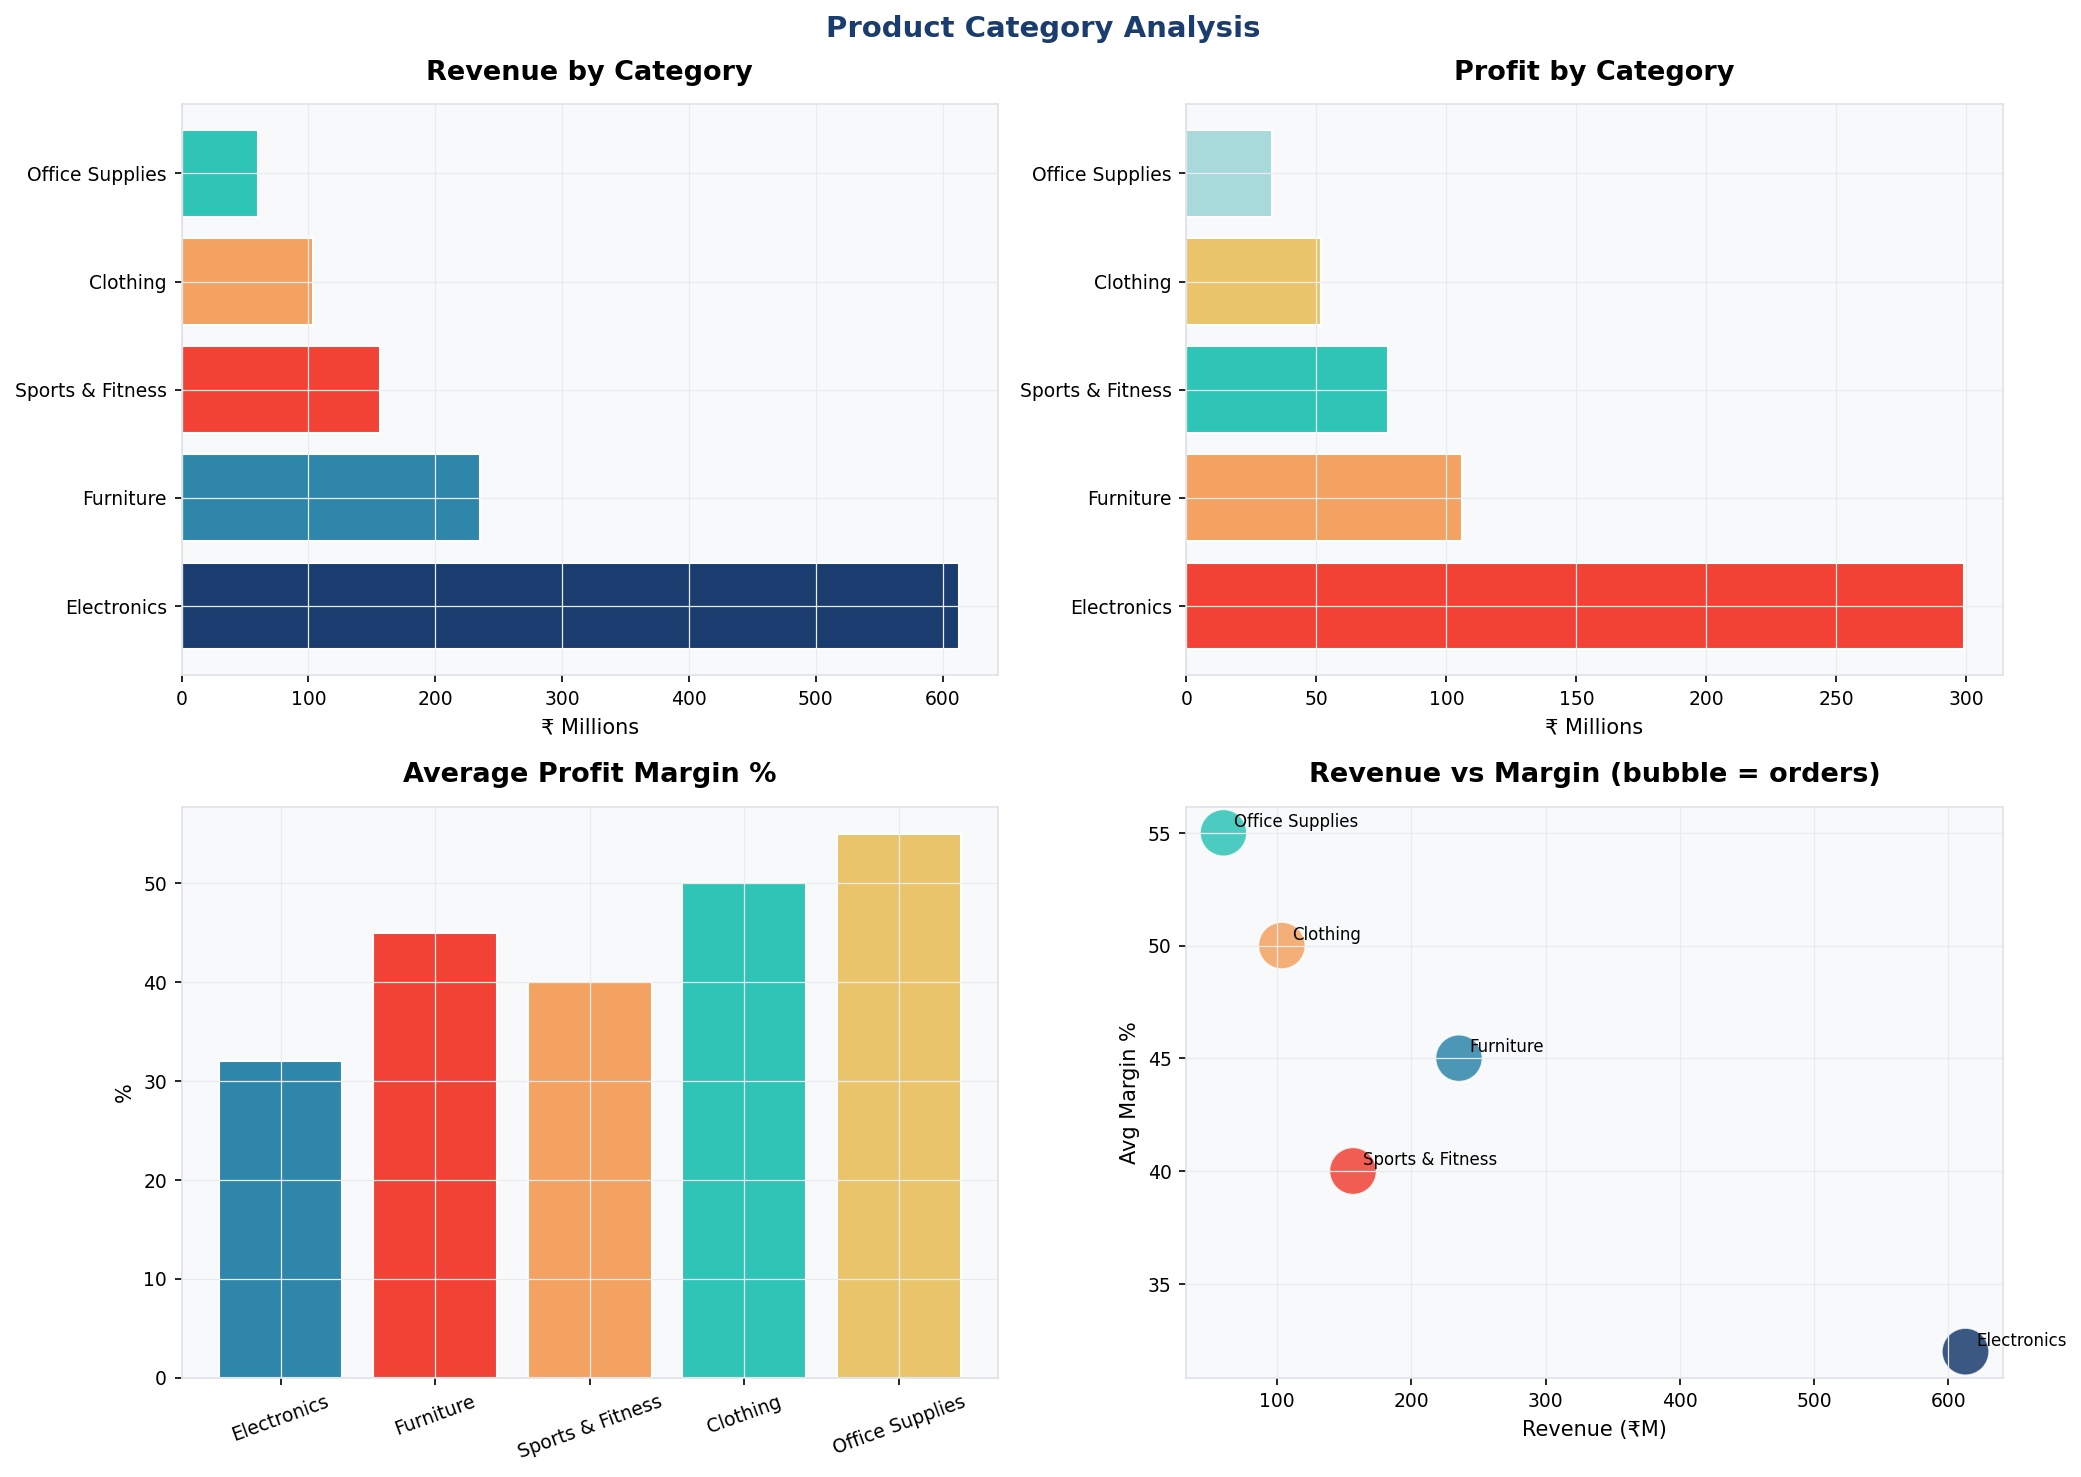 Product Category Analysis
Revenue by Category
Office Supplies
Clothing
Sports & Fitness
Furniture
Electronics
0 100 200 300 400 500 600
₹ Millions
Profit by Category
Office Supplies
Clothing
Sports & Fitness
Furniture
Electronics
0 50 100 150 200 250 300
₹ Millions
Average Profit Margin %
%
50
40
30
20
10
0
Electronics Furniture Sports & Fitness Clothing Office Supplies
Revenue vs Margin (bubble = orders)
Avg Margin %
55
50
45
40
35
Office Supplies
Clothing
Furniture
Sports & Fitness
Electronics
100 200 300 400 500 600
Revenue (₹M)